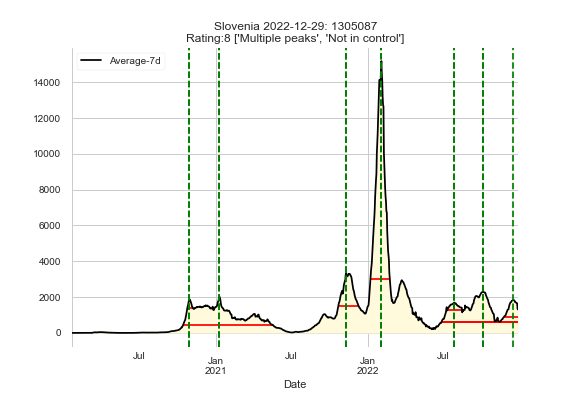 Slovenia 2022-12-29: 1305087
Rating:8 ['Multiple peaks', 'Not in control']
Average-7d
14000
12000
10000
8000
6000
4000
2000
0
Jul
Jan
2021
Jul
Jan
2022
Jul
Date